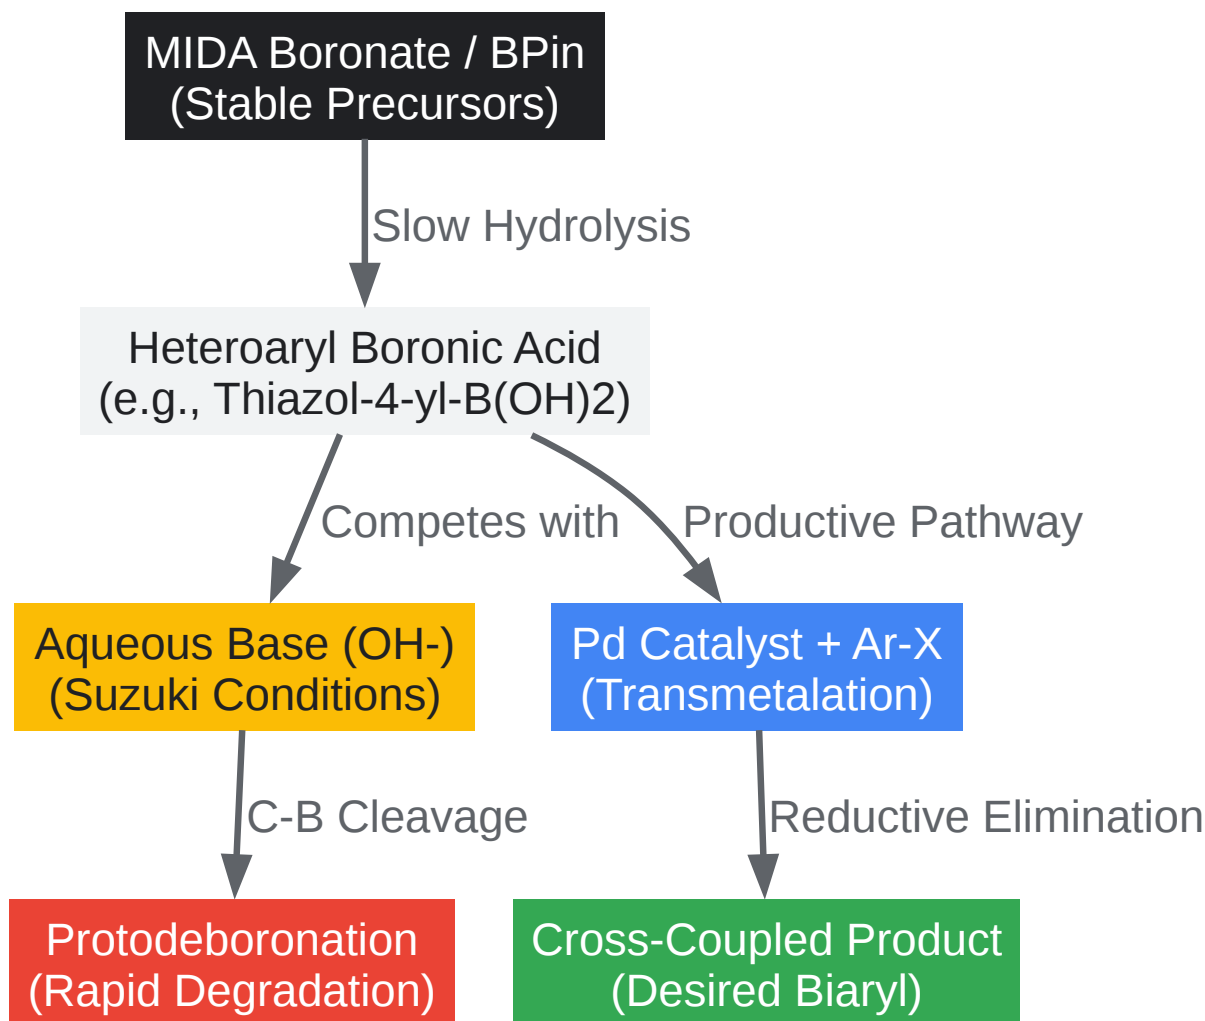 MIDA Boronate / BPin
(Stable Precursors)
Slow Hydrolysis
Heteroaryl Boronic Acid
(e.g., Thiazol-4-yl-B(OH)2)
Competes with
Productive Pathway
Aqueous Base (OH-)
(Suzuki Conditions)
Pd Catalyst + Ar-X
(Transmetalation)
C-B Cleavage
Reductive Elimination
Protodeboronation
(Rapid Degradation)
Cross-Coupled Product
(Desired Biaryl)